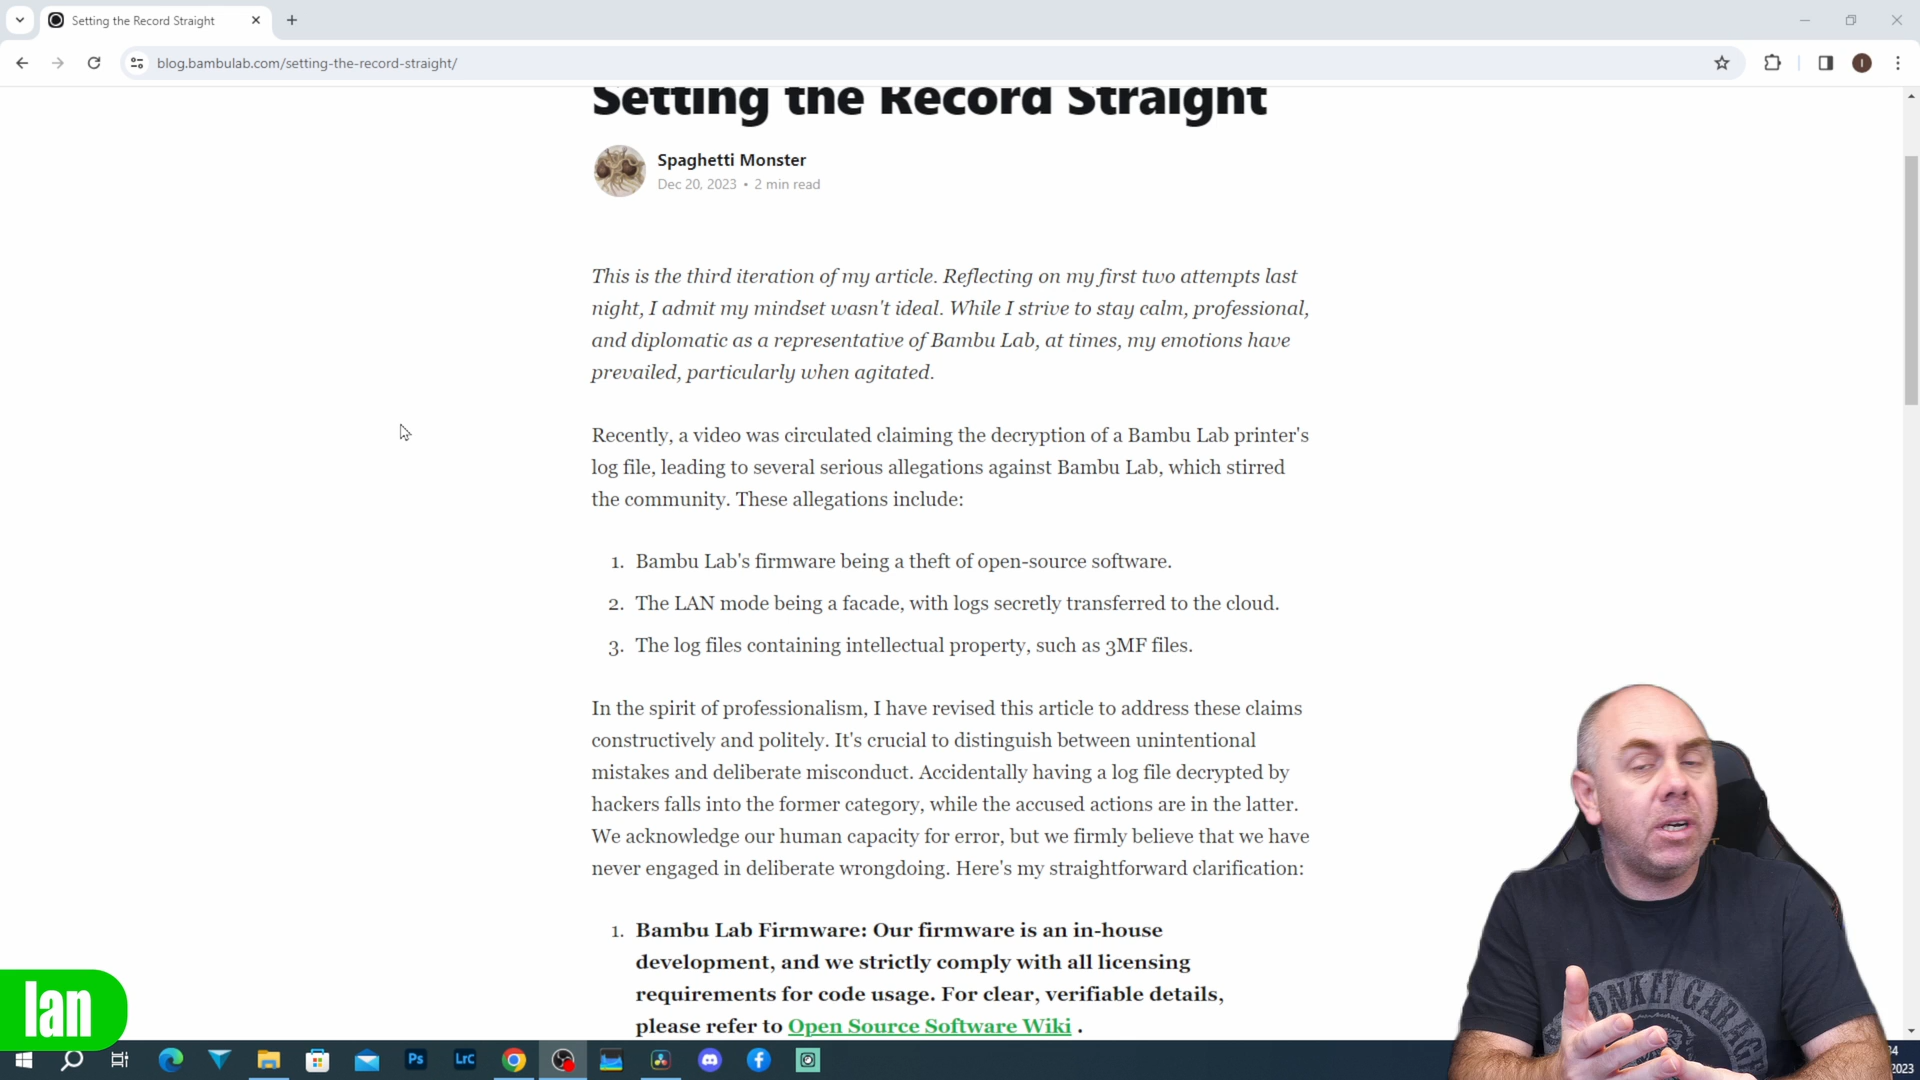 Setting the Record Straight
blog.bambulab.com/setting-the-record-straight/
I
Setting the Record Straight
Spaghetti Monster
Dec 20, 2023 • 2 min read
This is the third iteration of my article. Reflecting on my first two attempts last
night, I admit my mindset wasn't ideal. While I strive to stay calm, professional,
and diplomatic as a representative of Bambu Lab, at times, my emotions have
prevailed, particularly when agitated.
Recently, a video was circulated claiming the decryption of a Bambu Lab printer's
log file, leading to several serious allegations against Bambu Lab, which stirred
the community. These allegations include:
1. Bambu Lab's firmware being a theft of open-source software.
2. The LAN mode being a facade, with logs secretly transferred to the cloud.
3. The log files containing intellectual property, such as 3MF files.
In the spirit of professionalism, I have revised this article to address these claims
constructively and politely. It's crucial to distinguish between unintentional
mistakes and deliberate misconduct. Accidentally having a log file decrypted by
hackers falls into the former category, while the accused actions are in the latter.
We acknowledge our human capacity for error, but we firmly believe that we have
never engaged in deliberate wrongdoing. Here's my straightforward clarification:
1. Bambu Lab Firmware: Our firmware is an in-house
development, and we strictly comply with all licensing
requirements for code usage. For clear, verifiable details,
please refer to Open Source Software Wiki .
Ian
Ps
LrC
GARAGE
2023